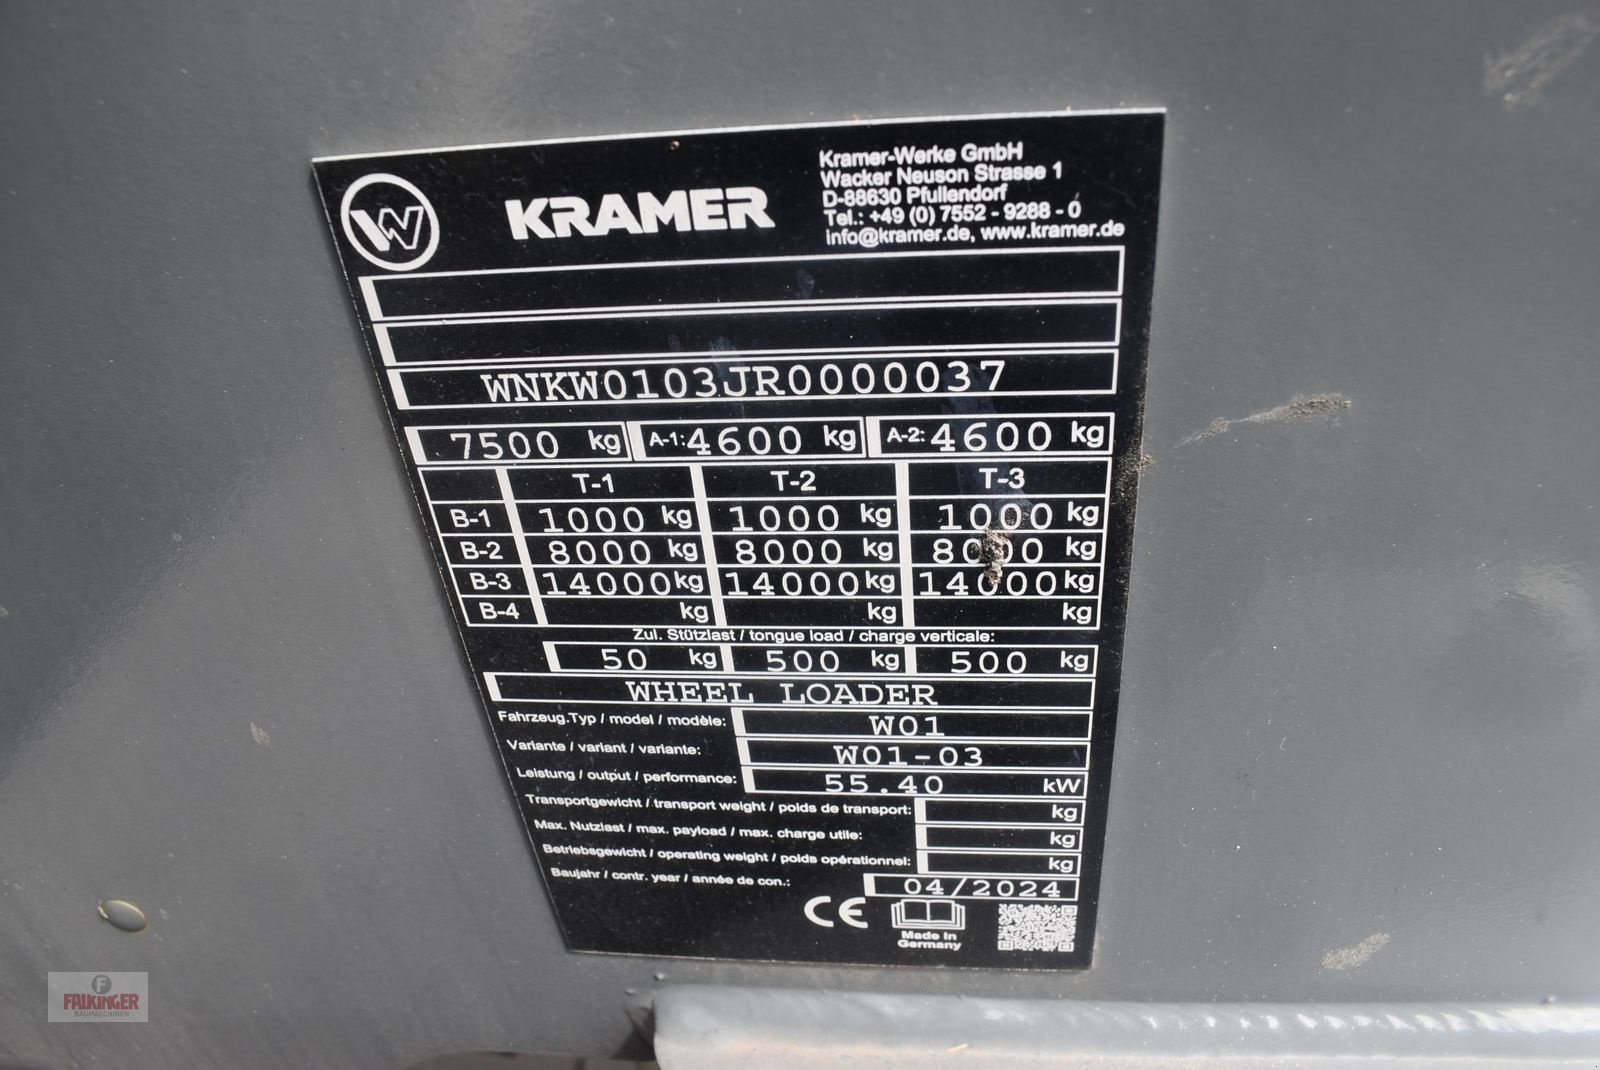 KRAMER
Kramer-Werke GmbH
Wacker Neuson Strasse 1
D-88630 Pfullendorf
Tel.: +49 (0) 7552 - 9288 - 0
info@kramer.de, www.kramer.de
WNKW0103JR0000037
7500 kg A-1: 4600 kg A-2: 4600 kg
T-1 T-2 T-3
B-1 1000 kg 1000 kg 1000 kg
B-2 8000 kg 8000 kg 8000 kg
B-3 14000 kg 14000 kg 14000 kg
B-4 kg kg kg
Zul. Stützlast / tongue load / charge verticale:
50 kg 500 kg 500 kg
WHEEL LOADER
Fahrzeug.Typ / model / modèle: W01
Variante / variant / variante: W01-03
Leistung / output / performance: 55.40 kW
Transportgewicht / transport weight / poids de transport: kg
Max. Nutzlast / max. payload / max. charge utile: kg
Betriebsgewicht / operating weight / poids opérationnel: kg
Baujahr / contr. year / année de con.: 04/2024
CE
Made in
Germany
F
FALKINGER
BAUMASCHINEN